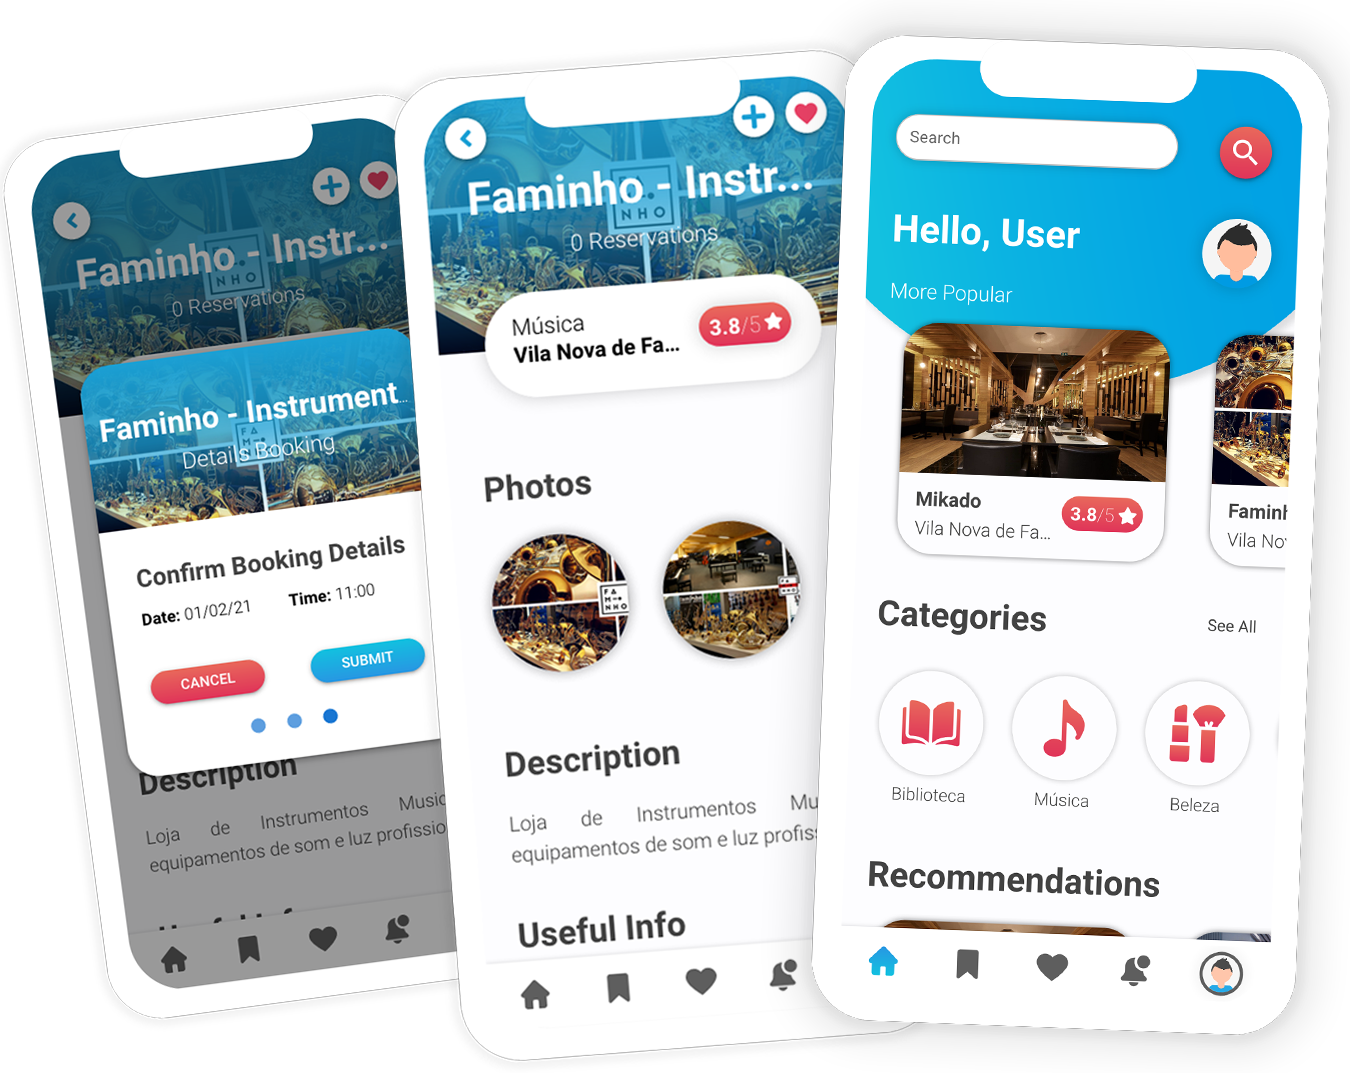 Faminho - Instr...
0 Reservations
Faminho - Instrument...
Details Booking
Confirm Booking Details
Date: 01/02/21
Time: 11:00
CANCEL
SUBMIT
Description
Loja de Instrumentos Music
equipamentos de som e luz profissio
Faminho - Instr...
NHO
0 Reservations
Música
Vila Nova de Fa...
3.8/5
Photos
FA
M-
NHO
Description
Loja de Instrumentos Mu
equipamentos de som e luz profiss
Useful Info
Search
Hello, User
More Popular
Mikado
Vila Nova de Fa...
3.8/5
Faminh
Vila Nov
Categories
See All
Biblioteca
Música
Beleza
Recommendations